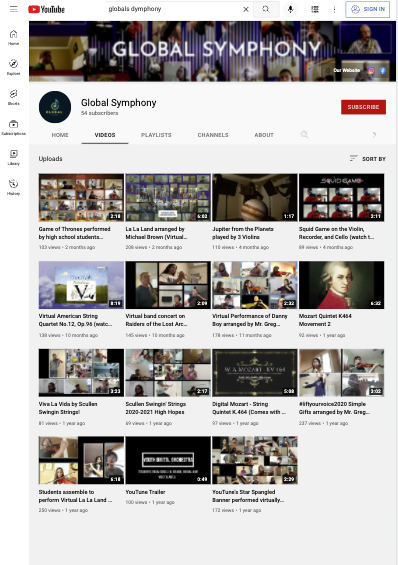 YouTube
globals symphony
SIGN IN
GLOBAL SYMPHONY
Our Website
Home
Explore
Shorts
Subscriptions
Library
History
GLOBAL
Global Symphony
54 subscribers
SUBSCRIBE
HOME VIDEOS PLAYLISTS CHANNELS ABOUT
Uploads
SORT BY
2:18
6:02
1:17
SQUID GAME
2:11
Game of Thrones performed
by high school students...
103 views • 2 months ago
La La Land arranged by
Michael Brown (Virtual...
208 views • 2 months ago
Jupiter from the Planets
played by 3 Violins
110 views • 4 months ago
Squid Game on the Violin,
Recorder, and Cello (watch t...
89 views • 4 months ago
8:19
2:09
2:32
6:32
Virtual American String
Quartet No.12, Op.96 (watc...
138 views • 10 months ago
Virtual band concert on
Raiders of the Lost Arc...
145 views • 10 months ago
Virtual Performance of Danny
Boy arranged by Mr. Greg...
178 views • 11 months ago
Mozart Quintet K464
Movement 2
92 views • 1 year ago
3:23
2:17
W.A. MOZART KV 464
5:08
3:02
Viva La Vida by Scullen
Swingin Strings!
81 views • 1 year ago
Scullen Swingin' Strings
2020-2021 High Hopes
69 views • 1 year ago
Digital Mozart - String
Quintet K.464 (Comes with ...
97 views • 1 year ago
#liftyourvoice2020 Simple
Gifts arranged by Mr. Greg...
237 views • 1 year ago
6:18
YOUTH DIGITAL ORCHESTRA
0:49
2:29
Students assemble to
perform Virtual La La Land ...
250 views • 1 year ago
YouTune Trailer
100 views • 1 year ago
YouTune's Star Spangled
Banner performed virtually...
172 views • 1 year ago